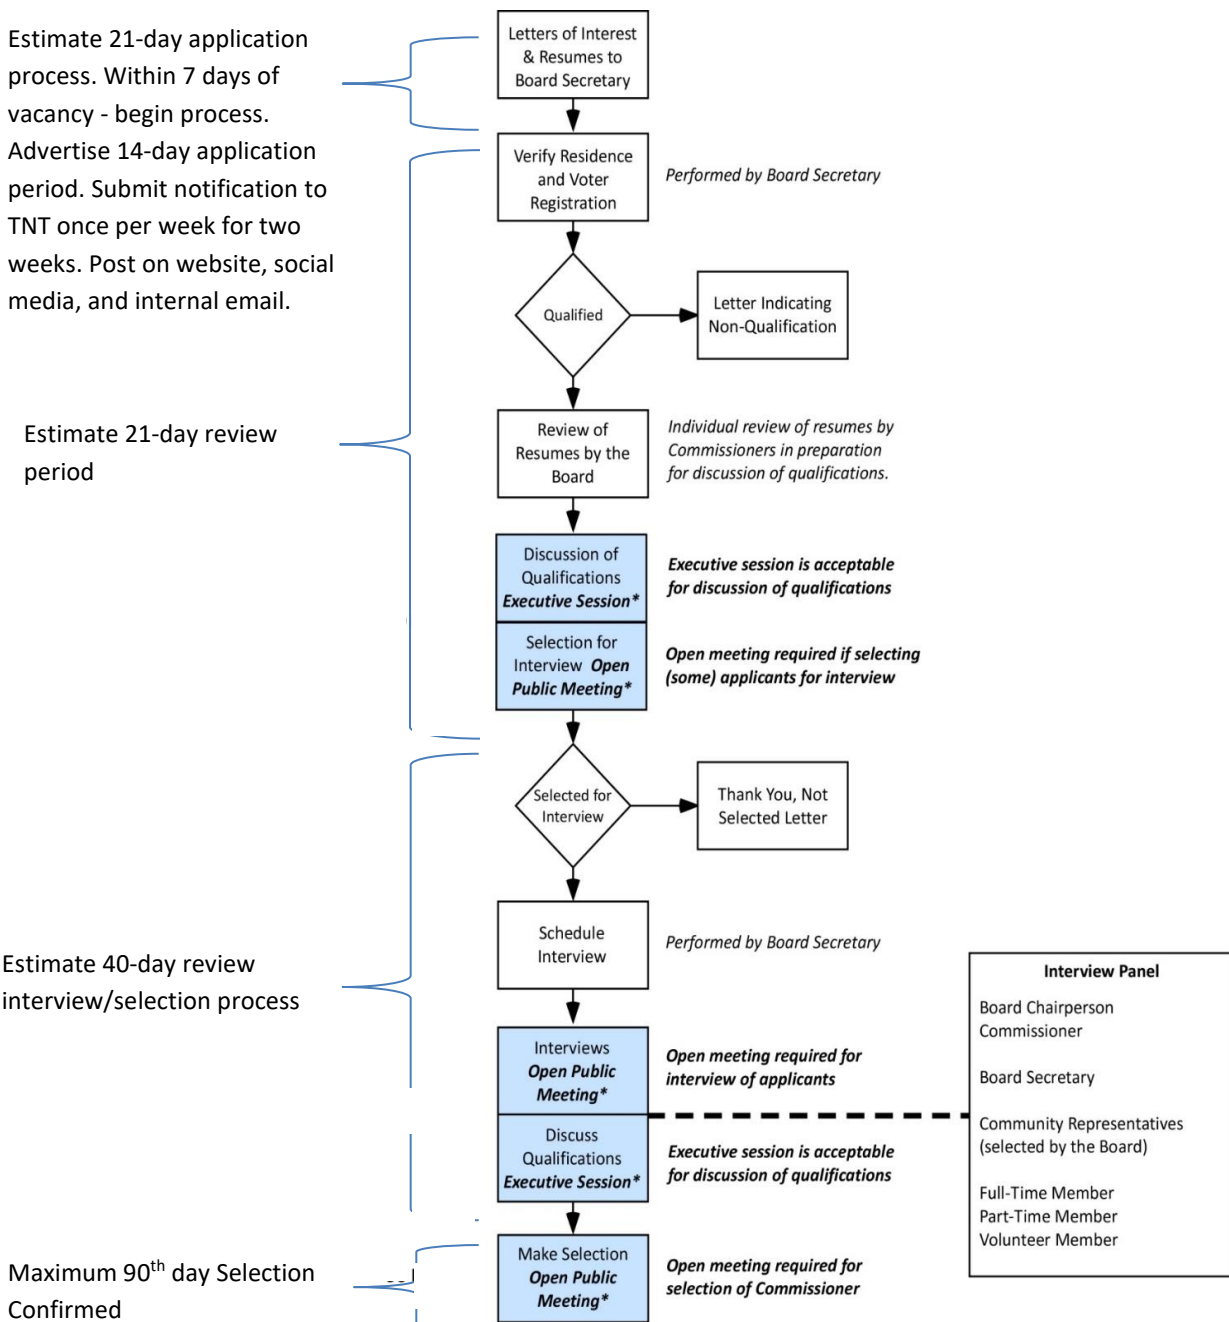 Estimate 21-day application
process. Within 7 days of
vacancy - begin process.
Advertise 14-day application
period. Submit notification to
TNT once per week for two
weeks. Post on website, social
media, and internal email.
Letters of Interest
& Resumes to
Board Secretary
Verify Residence
and Voter
Registration
Performed by Board Secretary
Qualified
Letter Indicating
Non-Qualification
Estimate 21-day review
period
Review of
Resumes by the
Board
Individual review of resumes by
Commissioners in preparation
for discussion of qualifications.
Discussion of
Qualifications
Executive Session*
Executive session is acceptable
for discussion of qualifications
Selection for
Interview Open
Public Meeting*
Open meeting required if selecting
(some) applicants for interview
Selected for
Interview
Thank You, Not
Selected Letter
Estimate 40-day review
interview/selection process
Schedule
Interview
Performed by Board Secretary
Interviews
Open Public
Meeting*
Open meeting required for
interview of applicants
Discuss
Qualifications
Executive Session*
Executive session is acceptable
for discussion of qualifications
Interview Panel
Board Chairperson
Commissioner
Board Secretary
Community Representatives
(selected by the Board)
Full-Time Member
Part-Time Member
Volunteer Member
Maximum 90th day Selection
Confirmed
Make Selection
Open Public
Meeting*
Open meeting required for
selection of Commissioner